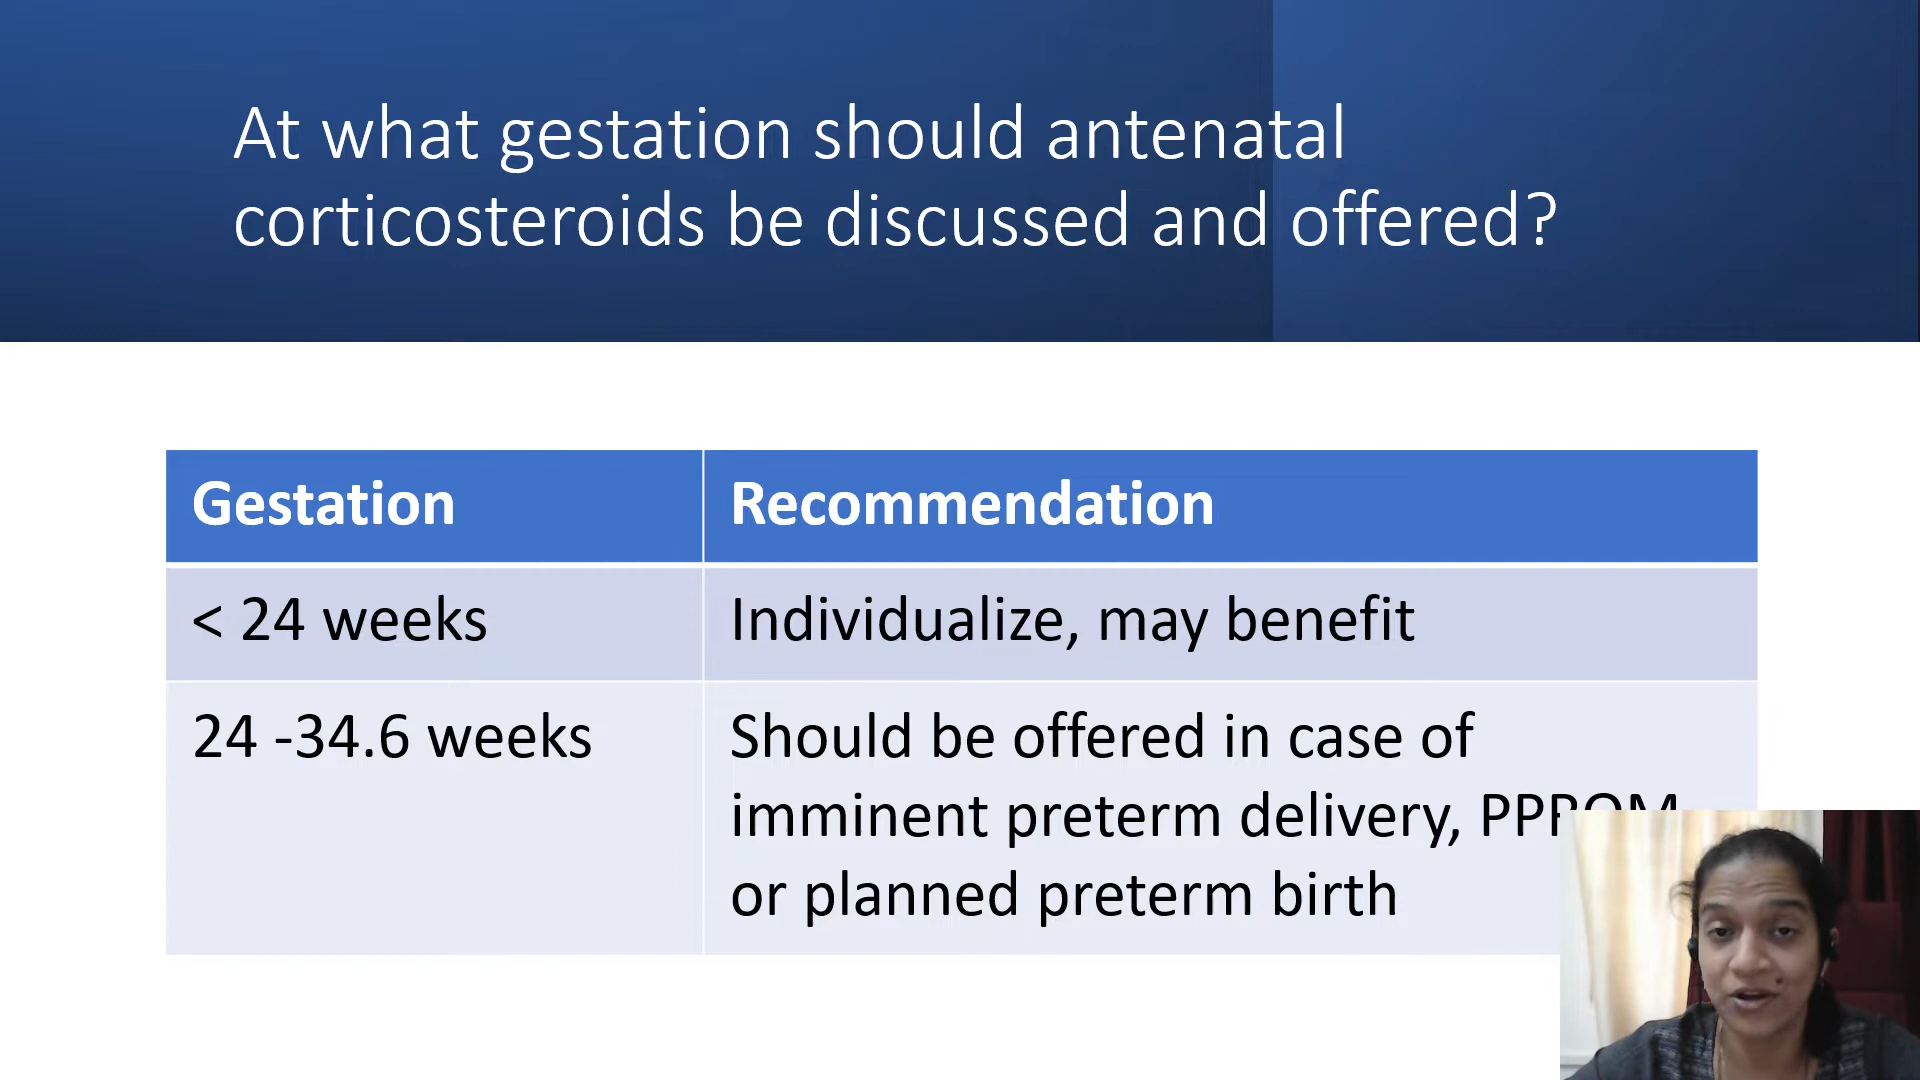 At what gestation should antenatal
corticosteroids be discussed and offered?
Gestation
Recommendation
< 24 weeks
Individualize, may benefit
24 -34.6 weeks
Should be offered in case of
imminent preterm delivery, PPROM
or planned preterm birth